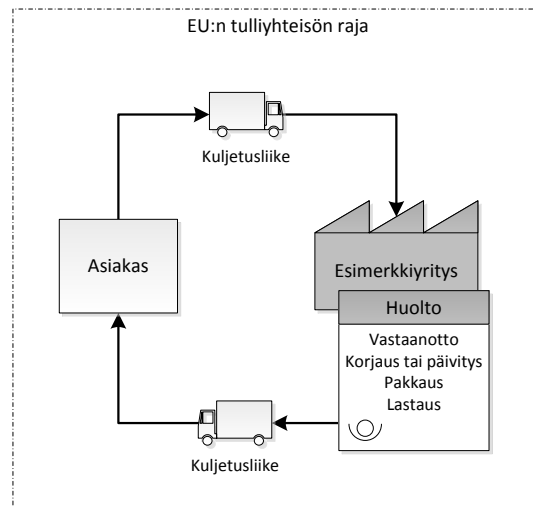 EU:n tulliyhteisön raja
Kuljetusliike
Asiakas
Esimerkkiyritys
Huolto
Vastaanotto
Korjaus tai päivitys
Pakkaus
Lastaus
Kuljetusliike